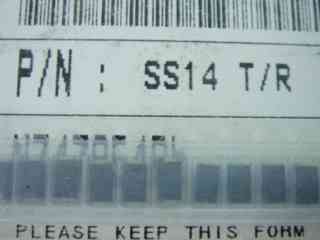 P/N : SS14 T/R
PLEASE KEEP THIS FORM